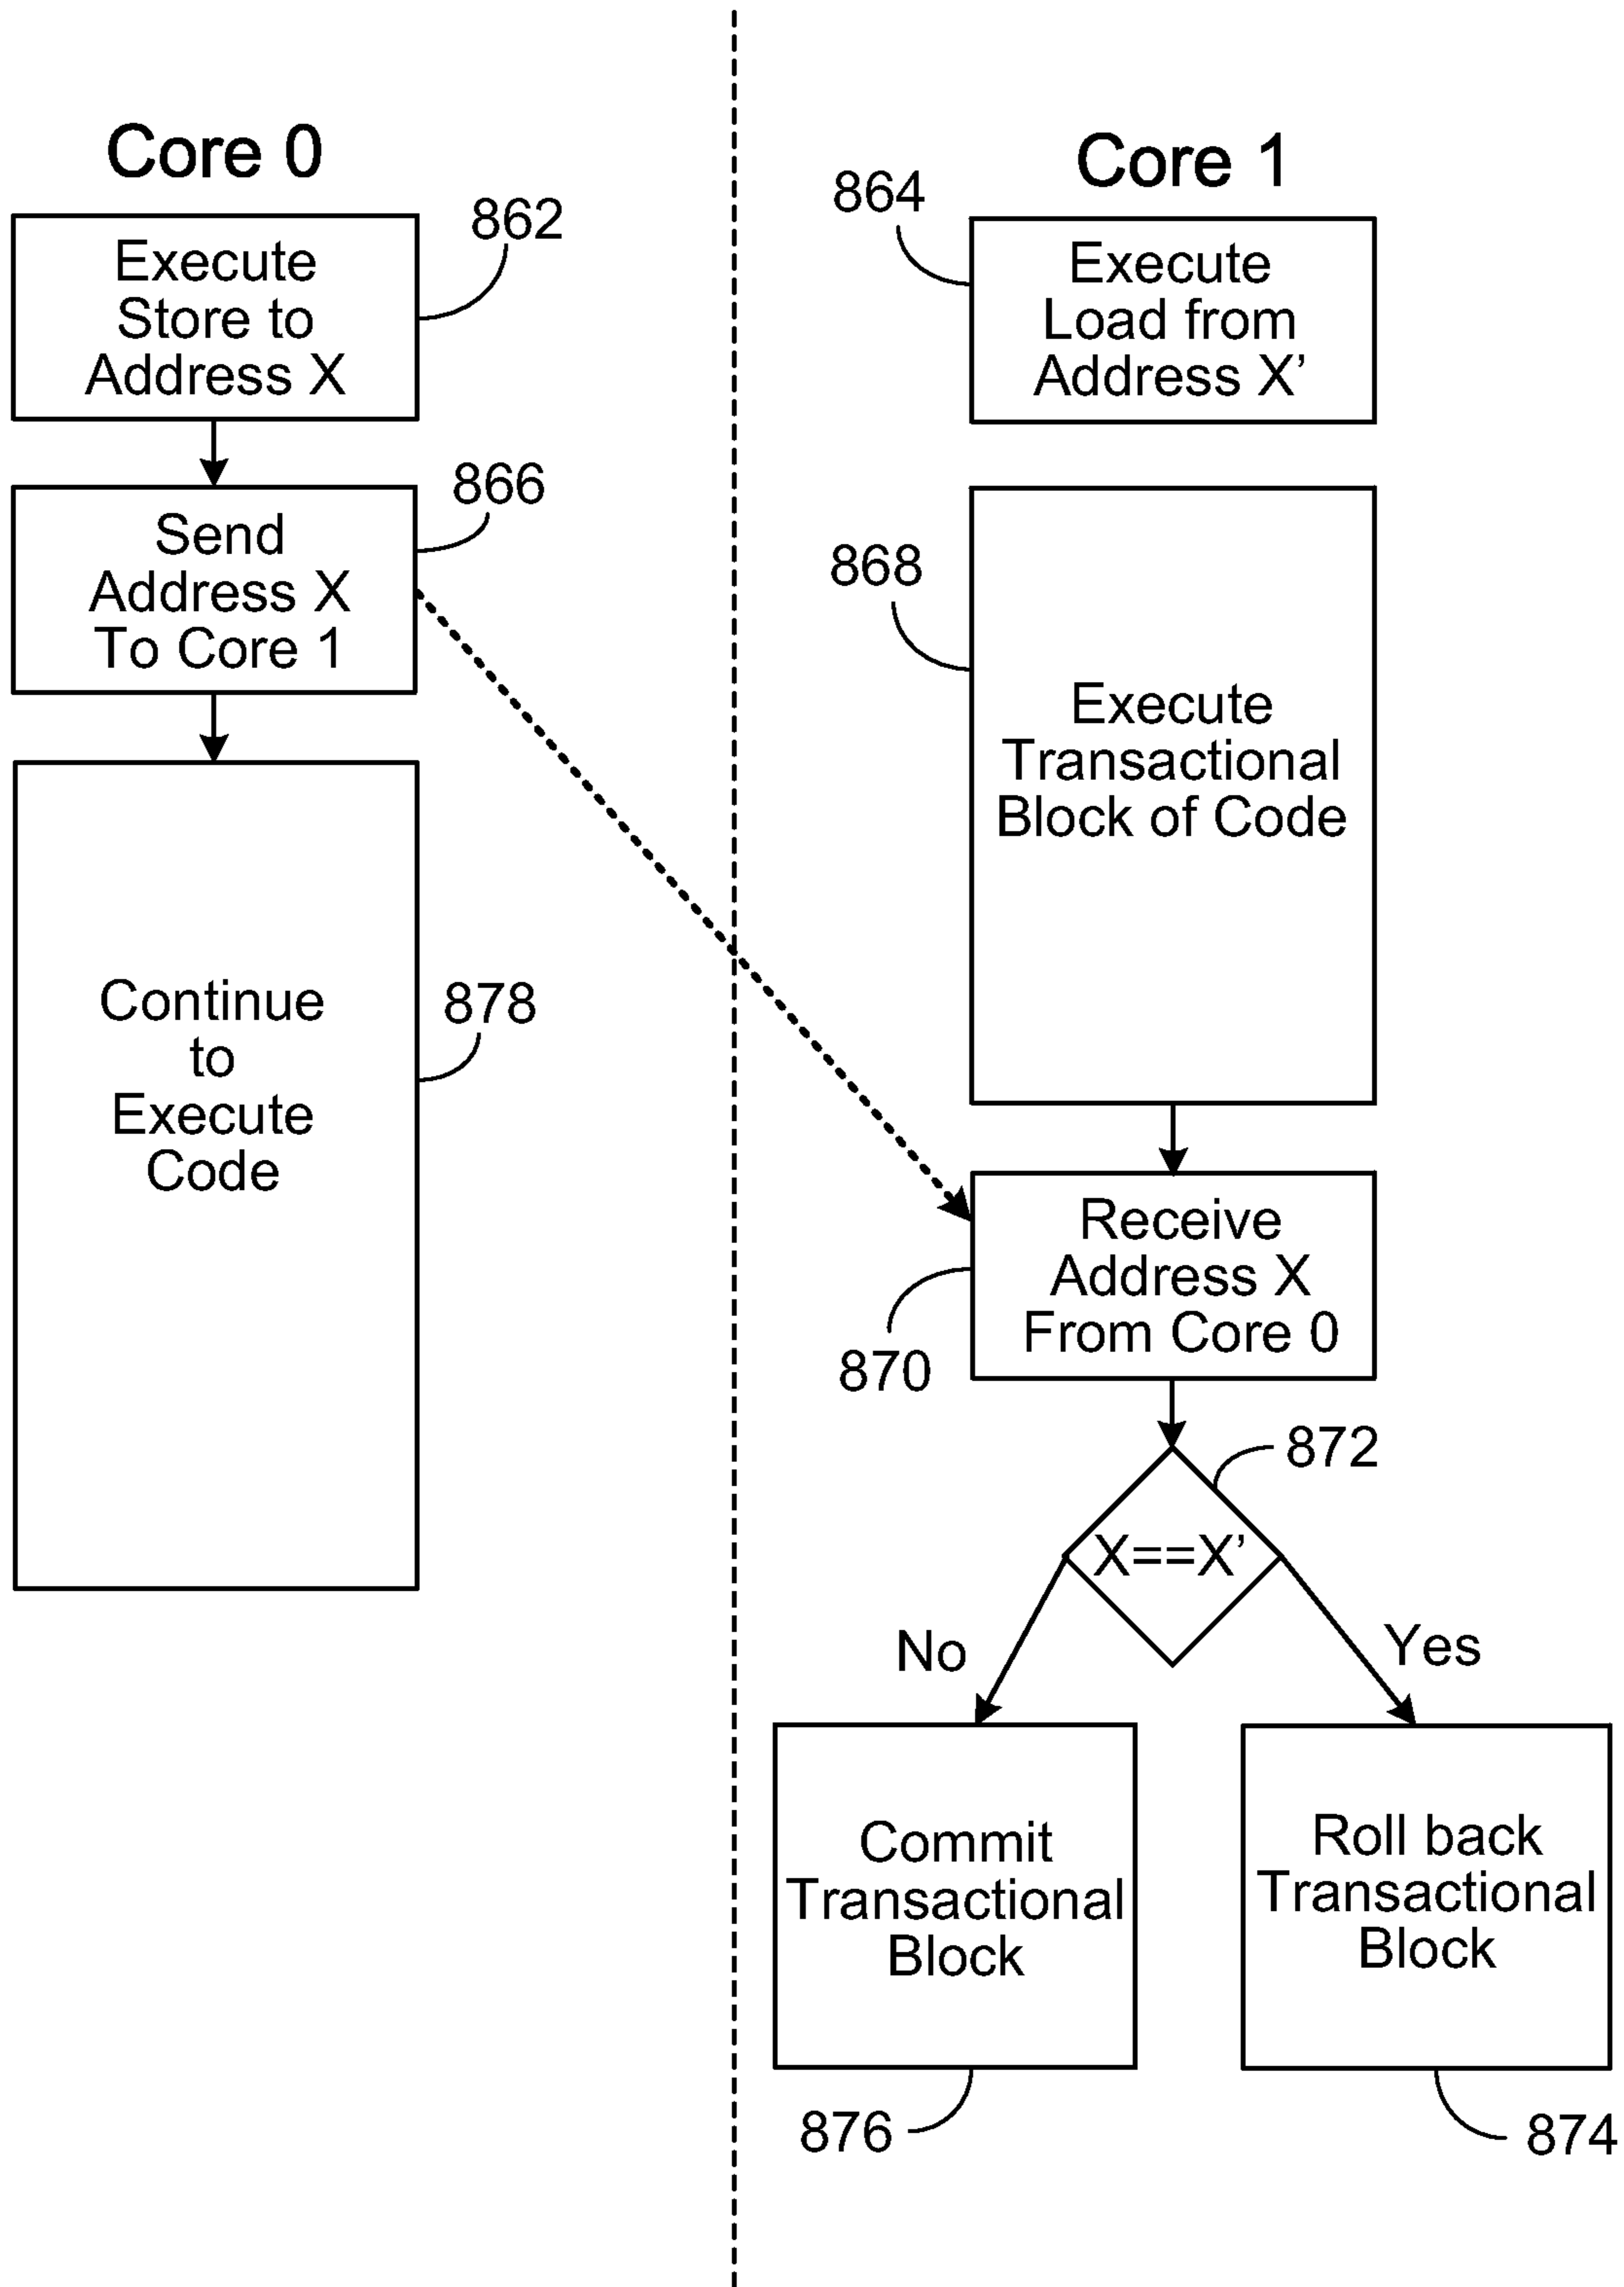 Core 0
862
Execute
Store to
Address X
866
Send
Address X
To Core 1
878
Continue
to
Execute
Code
Core 1
864
Execute
Load from
Address X’
868
Execute
Transactional
Block of Code
Receive
Address X
From Core 0
870
872
X==X’
No
Yes
Commit
Transactional
Block
876
Roll back
Transactional
Block
874